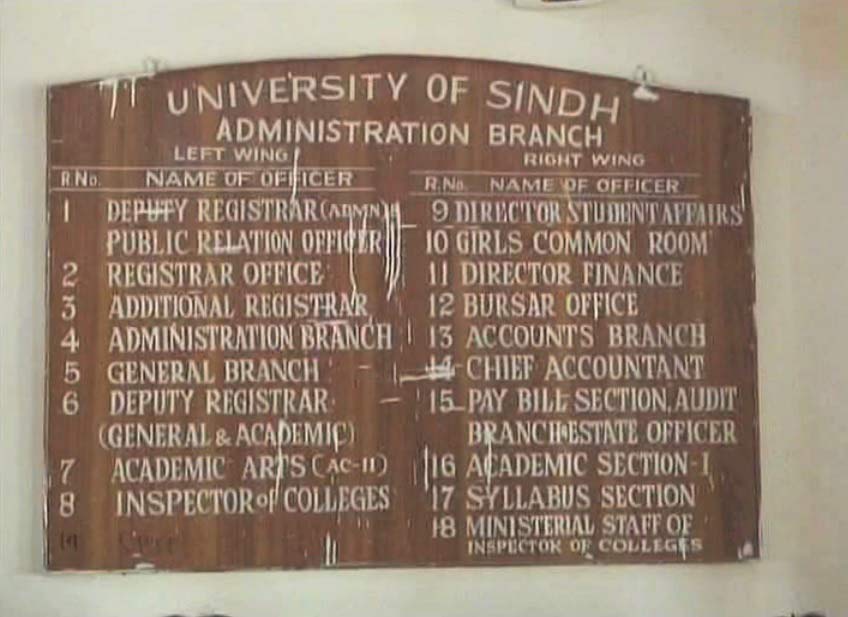 UNIVERSITY OF SINDH
ADMINISTRATION BRANCH
LEFT WING
R.No. NAME OF OFFICER
1 DEPUTY REGISTRAR (ADMN)
PUBLIC RELATION OFFICER
2 REGISTRAR OFFICE
3 ADDITIONAL REGISTRAR
4 ADMINISTRATION BRANCH
5 GENERAL BRANCH
6 DEPUTY REGISTRAR
(GENERAL & ACADEMIC)
7 ACADEMIC ARTS (AC-II)
8 INSPECTOR of COLLEGES
RIGHT WING
R.No. NAME OF OFFICER
9 DIRECTOR STUDENT AFFAIRS
10 GIRLS COMMON ROOM
11 DIRECTOR FINANCE
12 BURSAR OFFICE
13 ACCOUNTS BRANCH
14 CHIEF ACCOUNTANT
15 PAY BILL SECTION, AUDIT
BRANCH ESTATE OFFICER
16 ACADEMIC SECTION-I
17 SYLLABUS SECTION
18 MINISTERIAL STAFF OF
INSPECTOR OF COLLEGES